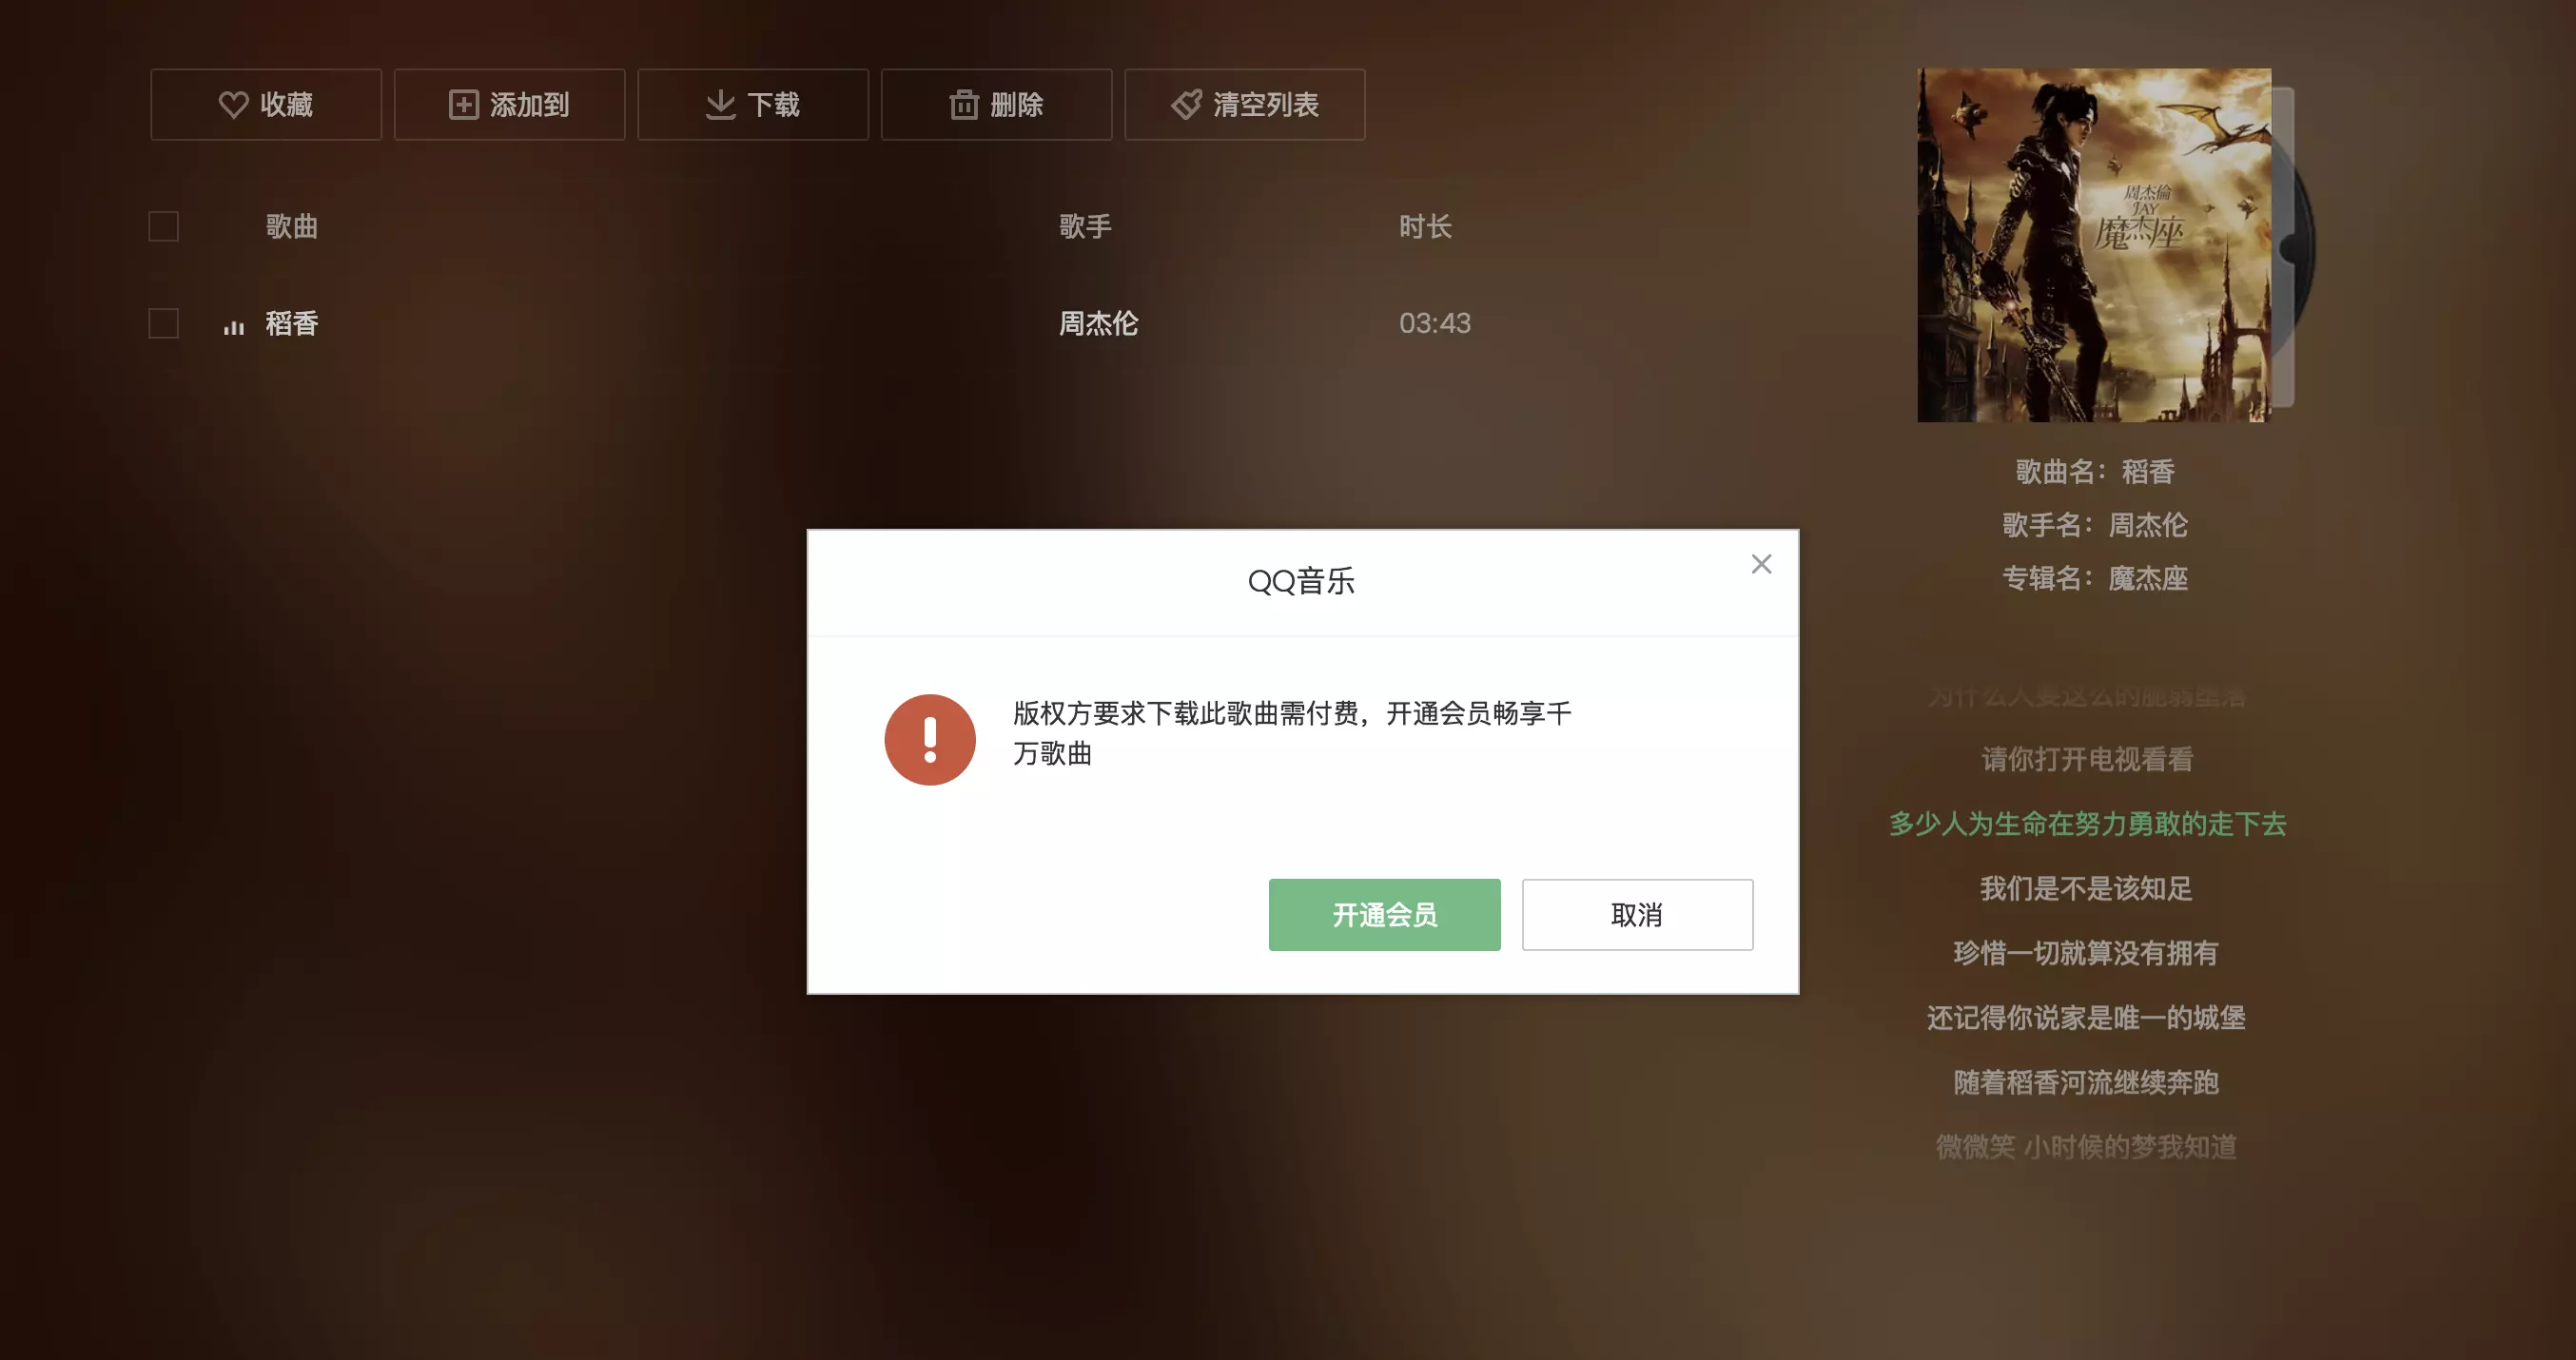 收藏
添加到
下载
删除
清空列表
歌曲 歌手 时长
稻香 周杰伦 03:43
周杰倫
JAY
魔杰座
歌曲名：稻香
歌手名：周杰伦
专辑名：魔杰座
QQ音乐
版权方要求下载此歌曲需付费，开通会员畅享千
万歌曲
开通会员
取消
为什么人要这么的脆弱堕落
请你打开电视看看
多少人为生命在努力勇敢的走下去
我们是不是该知足
珍惜一切就算没有拥有
还记得你说家是唯一的城堡
随着稻香河流继续奔跑
微微笑 小时候的梦我知道